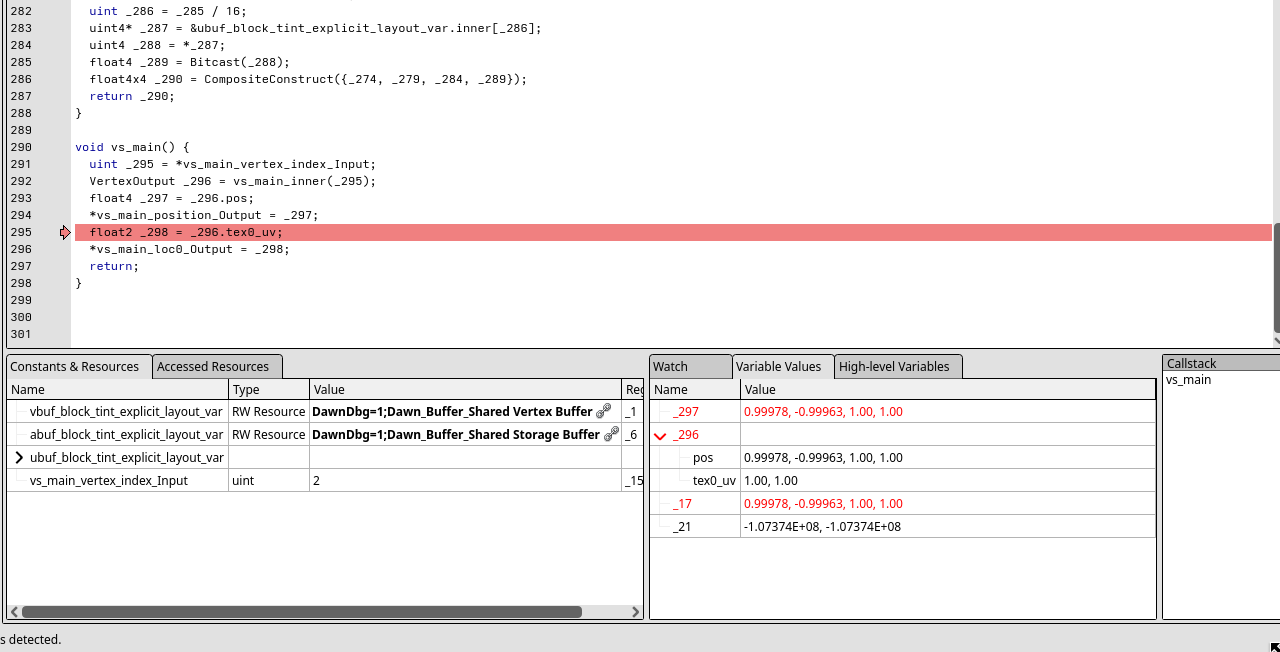 282 uint _286 = _285 / 16;
283 uint4* _287 = &ubuf_block_tint_explicit_layout_var.inner[_286];
284 uint4 _288 = *_287;
285 float4 _289 = Bitcast(_288);
286 float4x4 _290 = CompositeConstruct({_274, _279, _284, _289});
287 return _290;
288 }
289
290 void vs_main() {
291 uint _295 = *vs_main_vertex_index_Input;
292 VertexOutput _296 = vs_main_inner(_295);
293 float4 _297 = _296.pos;
294 *vs_main_position_Output = _297;
295 float2 _298 = _296.tex0_uv;
296 *vs_main_loc0_Output = _298;
297 return;
298 }
299
300
301
Constants & Resources Accessed Resources
Name Type Value Reg
vbuf_block_tint_explicit_layout_var RW Resource DawnDbg=1;Dawn_Buffer_Shared Vertex Buffer _1
abuf_block_tint_explicit_layout_var RW Resource DawnDbg=1;Dawn_Buffer_Shared Storage Buffer _6
ubuf_block_tint_explicit_layout_var
vs_main_vertex_index_Input uint 2 _15
Watch Variable Values High-level Variables
Name Value
_297 0.99978, -0.99963, 1.00, 1.00
_296
pos 0.99978, -0.99963, 1.00, 1.00
tex0_uv 1.00, 1.00
_17 0.99978, -0.99963, 1.00, 1.00
_21 -1.07374E+08, -1.07374E+08
Callstack
vs_main
s detected.